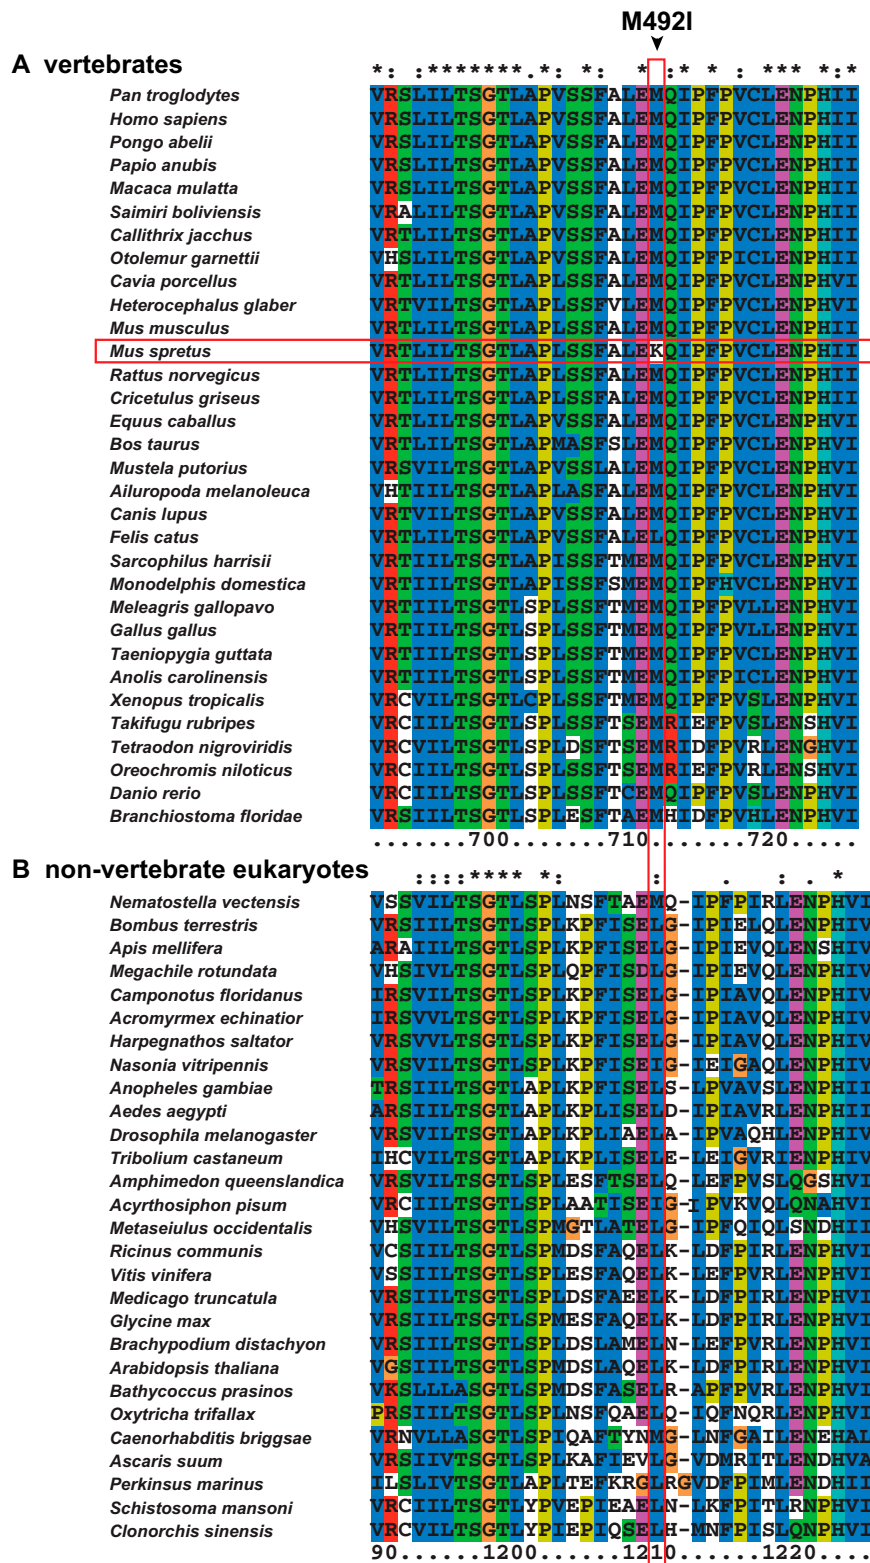 M492I
A vertebrates
*: :*******.: *: *:* * : *** *:*
Pan troglodytes VRSLILTSGTLAPVSSFALEMQIPFPVCLENPHII
Homo sapiens VRSLILTSGTLAPVSSFALEMQIPFPVCLENPHII
Pongo abelii VRSLILTSGTLAPVSSFALEMQIPFPVCLENPHII
Papio anubis VRSLILTSGTLAPVSSFALEMQIPFPVCLENPHII
Macaca mulatta VRSLILTSGTLAPVSSFALEMQIPFPVCLENPHII
Saimiri boliviensis VRALILTSGTLAPVSSFALEMQIPFPVCLENPHII
Callithrix jacchus VRTLILTSGTLAPVSSFALEMQIPFPVCLENPHII
Otolemur garnettii VHSLILTSGTLAPVSSFALEMQIPFPVCLENPHII
Cavia porcellus VRTLILTSGTLAPLSSFALEMQIPFPVCLENPHII
Heterocephalus glaber VRTVILTSGTLAPLSSFVLEMQIPFPVCLENPHVI
Mus musculus VRTLILTSGTLAPLSSFALEMQIPFPVCLENPHII
Mus spretus VRTLILTSGTLAPLSSFALEKQIPFPVCLENPHII
Rattus norvegicus VRTLILTSGTLAPLSSFALEMQIPFPVCLENPHII
Cricetulus griseus VRTLILTSGTLAPLSSFALEMQIPFPVCLENPHII
Equus caballus VRTLILTSGTLAPVSSFALEMQIPFPVCLENPHII
Bos taurus VRTLILTSGTLAPMASFSLEMQIPFPVCLENPHVI
Mustela putorius VRSVILTSGTLAPVSSLALEMQIPFPVCLENPHVI
Ailuropoda melanoleuca VHTIILTSGTLAPLASFALEMQIPFPVCLENPHVI
Canis lupus VRTVILTSGTLAPVSSFALEMQIPFPVCLENPHVI
Felis catus VRSLILTSGTLAPVSSFALELQIPFPVCLENPHVI
Sarcophilus harrisii VRTIILTSGTLAPISSFTMEMQIPFPVCLENPHVI
Monodelphis domestica VRTIILTSGTLAPISSFSMEMQIPFHVCLENPHVI
Meleagris gallopavo VRTIILTSGTLSPLSSFTMEMQIPFPVLLENPHVI
Gallus gallus VRTIILTSGTLSPLSSFTMEMQIPFPVLLENPHVI
Taeniopygia guttata VRTIILTSGTLSPLSSFTMEMQIPFPVCLENPHVI
Anolis carolinensis VRTIILTSGTLSPLSSFTMEMQIPFPICLENPHVI
Xenopus tropicalis VRCVILTSGTLCPLSSFTMEMQIPFPVSLENPHVI
Takifugu rubripes VRCIILTSGTLSPLSSFTSEMRIEFPVSLENSHVI
Tetraodon nigroviridis VRCVILTSGTLSPLDSFTSEMRIDFPVRLENGHVI
Oreochromis niloticus VRCIILTSGTLSPLSSFTSEMRIEFPVRLENSHVI
Danio rerio VRCIILTSGTLSPLSSFTCEMQIPFPVSLENPHVI
Branchiostoma floridae VRSIILTSGTLSPLESFTAEMHIDFPVHLENPHVI
.......700.......710.......720.....
B non-vertebrate eukaryotes
::::**** *: : . : . *
Nematostella vectensis VSSVILTSGTLSPLNSFTAEMQ-IPFPIRLENPHVI
Bombus terrestris VRSIILTSGTLSPLKPFISELG-IPIELQLENPHIV
Apis mellifera ARAIILTSGTLSPLKPFISELG-IPIEVQLENSHIV
Megachile rotundata VHSIVLTSGTLSPLQPFISDLG-IPIEVQLENPHIV
Camponotus floridanus IRSVILTSGTLSPLKPFISELG-IPIAVQLENPHIV
Acromyrmex echinatior IRSVVLTSGTLSPLKPFISELG-IPIAVQLENPHIV
Harpegnathos saltator VRSVVLTSGTLSPLKPFISELG-IPIAVQLENPHIV
Nasonia vitripennis VRSVILTSGTLSPLKPFISEIG-IEIGAQLENPHIV
Anopheles gambiae TRSIILTSGTLAPLKPFISELS-LPVAVSLENPHII
Aedes aegypti ARSIILTSGTLAPLKPLISELD-IPIAVRLENPHII
Drosophila melanogaster VRSVILTSGTLAPLKPLIAELA-IPVAQHLENPHIV
Tribolium castaneum IHCVILTSGTLAPLKPLISELE-LEIGVRIENPHIV
Amphimedon queenslandica VRSVILTSGTLSPLESFTSELQ-LEFPVSLQGSHVI
Acyrthosiphon pisum VRCIILTSGTLSPLAATISEIG-IPVKVQLQNAHVI
Metaseiulus occidentalis VHSVILTSGTLSPMGTLATELG-IPFQIQLSNDHII
Ricinus communis VCSIILTSGTLSPMDSFAQELK-LDFPIRLENPHVI
Vitis vinifera VSSIILTSGTLSPLESFAQELK-LEFPVRLENPHVI
Medicago truncatula VRSIILTSGTLSPLDSFAEELK-LDFPIRLENPHVI
Glycine max VRSIILTSGTLSPMESFAQELK-LDFPIRLENPHVI
Brachypodium distachyon VRSIILTSGTLSPLDSLAMELN-LEFPVRLENPHVI
Arabidopsis thaliana VGSIILTSGTLSPMDSLAQELK-LDFPIRLENPHVI
Bathycoccus prasinos VKSLLLASGTLSPMDSFASELR-APFPVRLENPHVI
Oxytricha trifallax PRSIILTSGTLSPLNSFQAELQ-IQFNQRLENPHVI
Caenorhabditis briggsae VRNVLLASGTLSPIQAFTYNMG-LNFGAILENEHAL
Ascaris suum VRSIIVTSGTLSPLKAFIEVLG-VDMRITLENDHVA
Perkinsus marinus ILSLIVTSGTLAPLTEFKRGLRGVDFPIMLENDHII
Schistosoma mansoni VRCIILTSGTLYPVEPIEAELN-LKFPITLRNPHVI
Clonorchis sinensis VRCVILTSGTLYPIEPIQSELH-MNFPISLQNPHVI
90......1200......1210......1220....